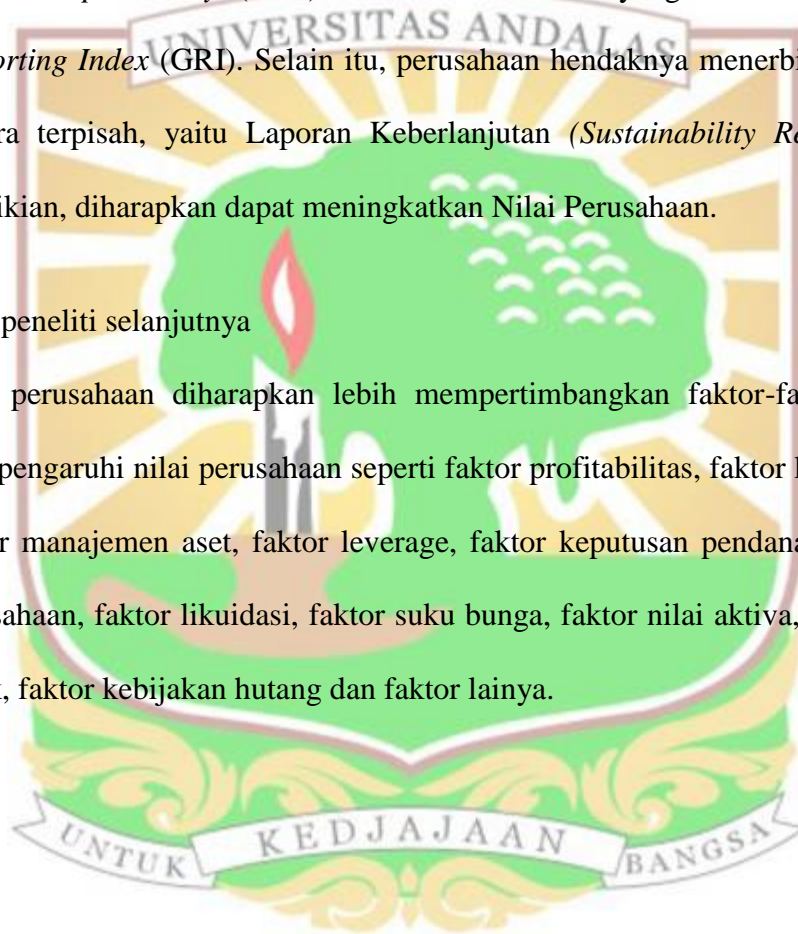 UNIVERSITAS ANDALAS
orting Index (GRI). Selain itu, perusahaan hendaknya menerbi
ra terpisah, yaitu Laporan Keberlanjutan (Sustainability Re
ikian, diharapkan dapat meningkatkan Nilai Perusahaan.
peneliti selanjutnya
perusahaan diharapkan lebih mempertimbangkan faktor-fa
pengaruhi nilai perusahaan seperti faktor profitabilitas, faktor l
r manajemen aset, faktor leverage, faktor keputusan pendana
sahaan, faktor likuidasi, faktor suku bunga, faktor nilai aktiva,
, faktor kebijakan hutang dan faktor lainya.
UNTUK KEDJAJAAN BANGSA